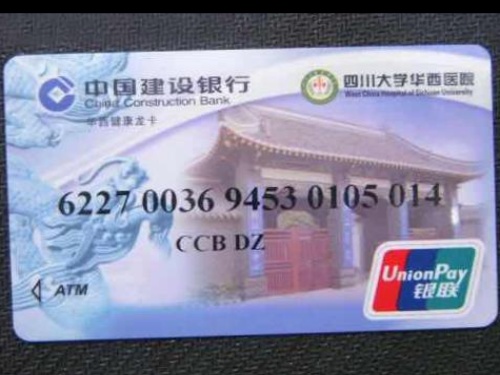 中国建设银行
China Construction Bank
华西健康龙卡
四川大学华西医院
West China Hospital of Sichuan University
6227 0036 9453 0105 014
CCB DZ
ATM
UnionPay
银联